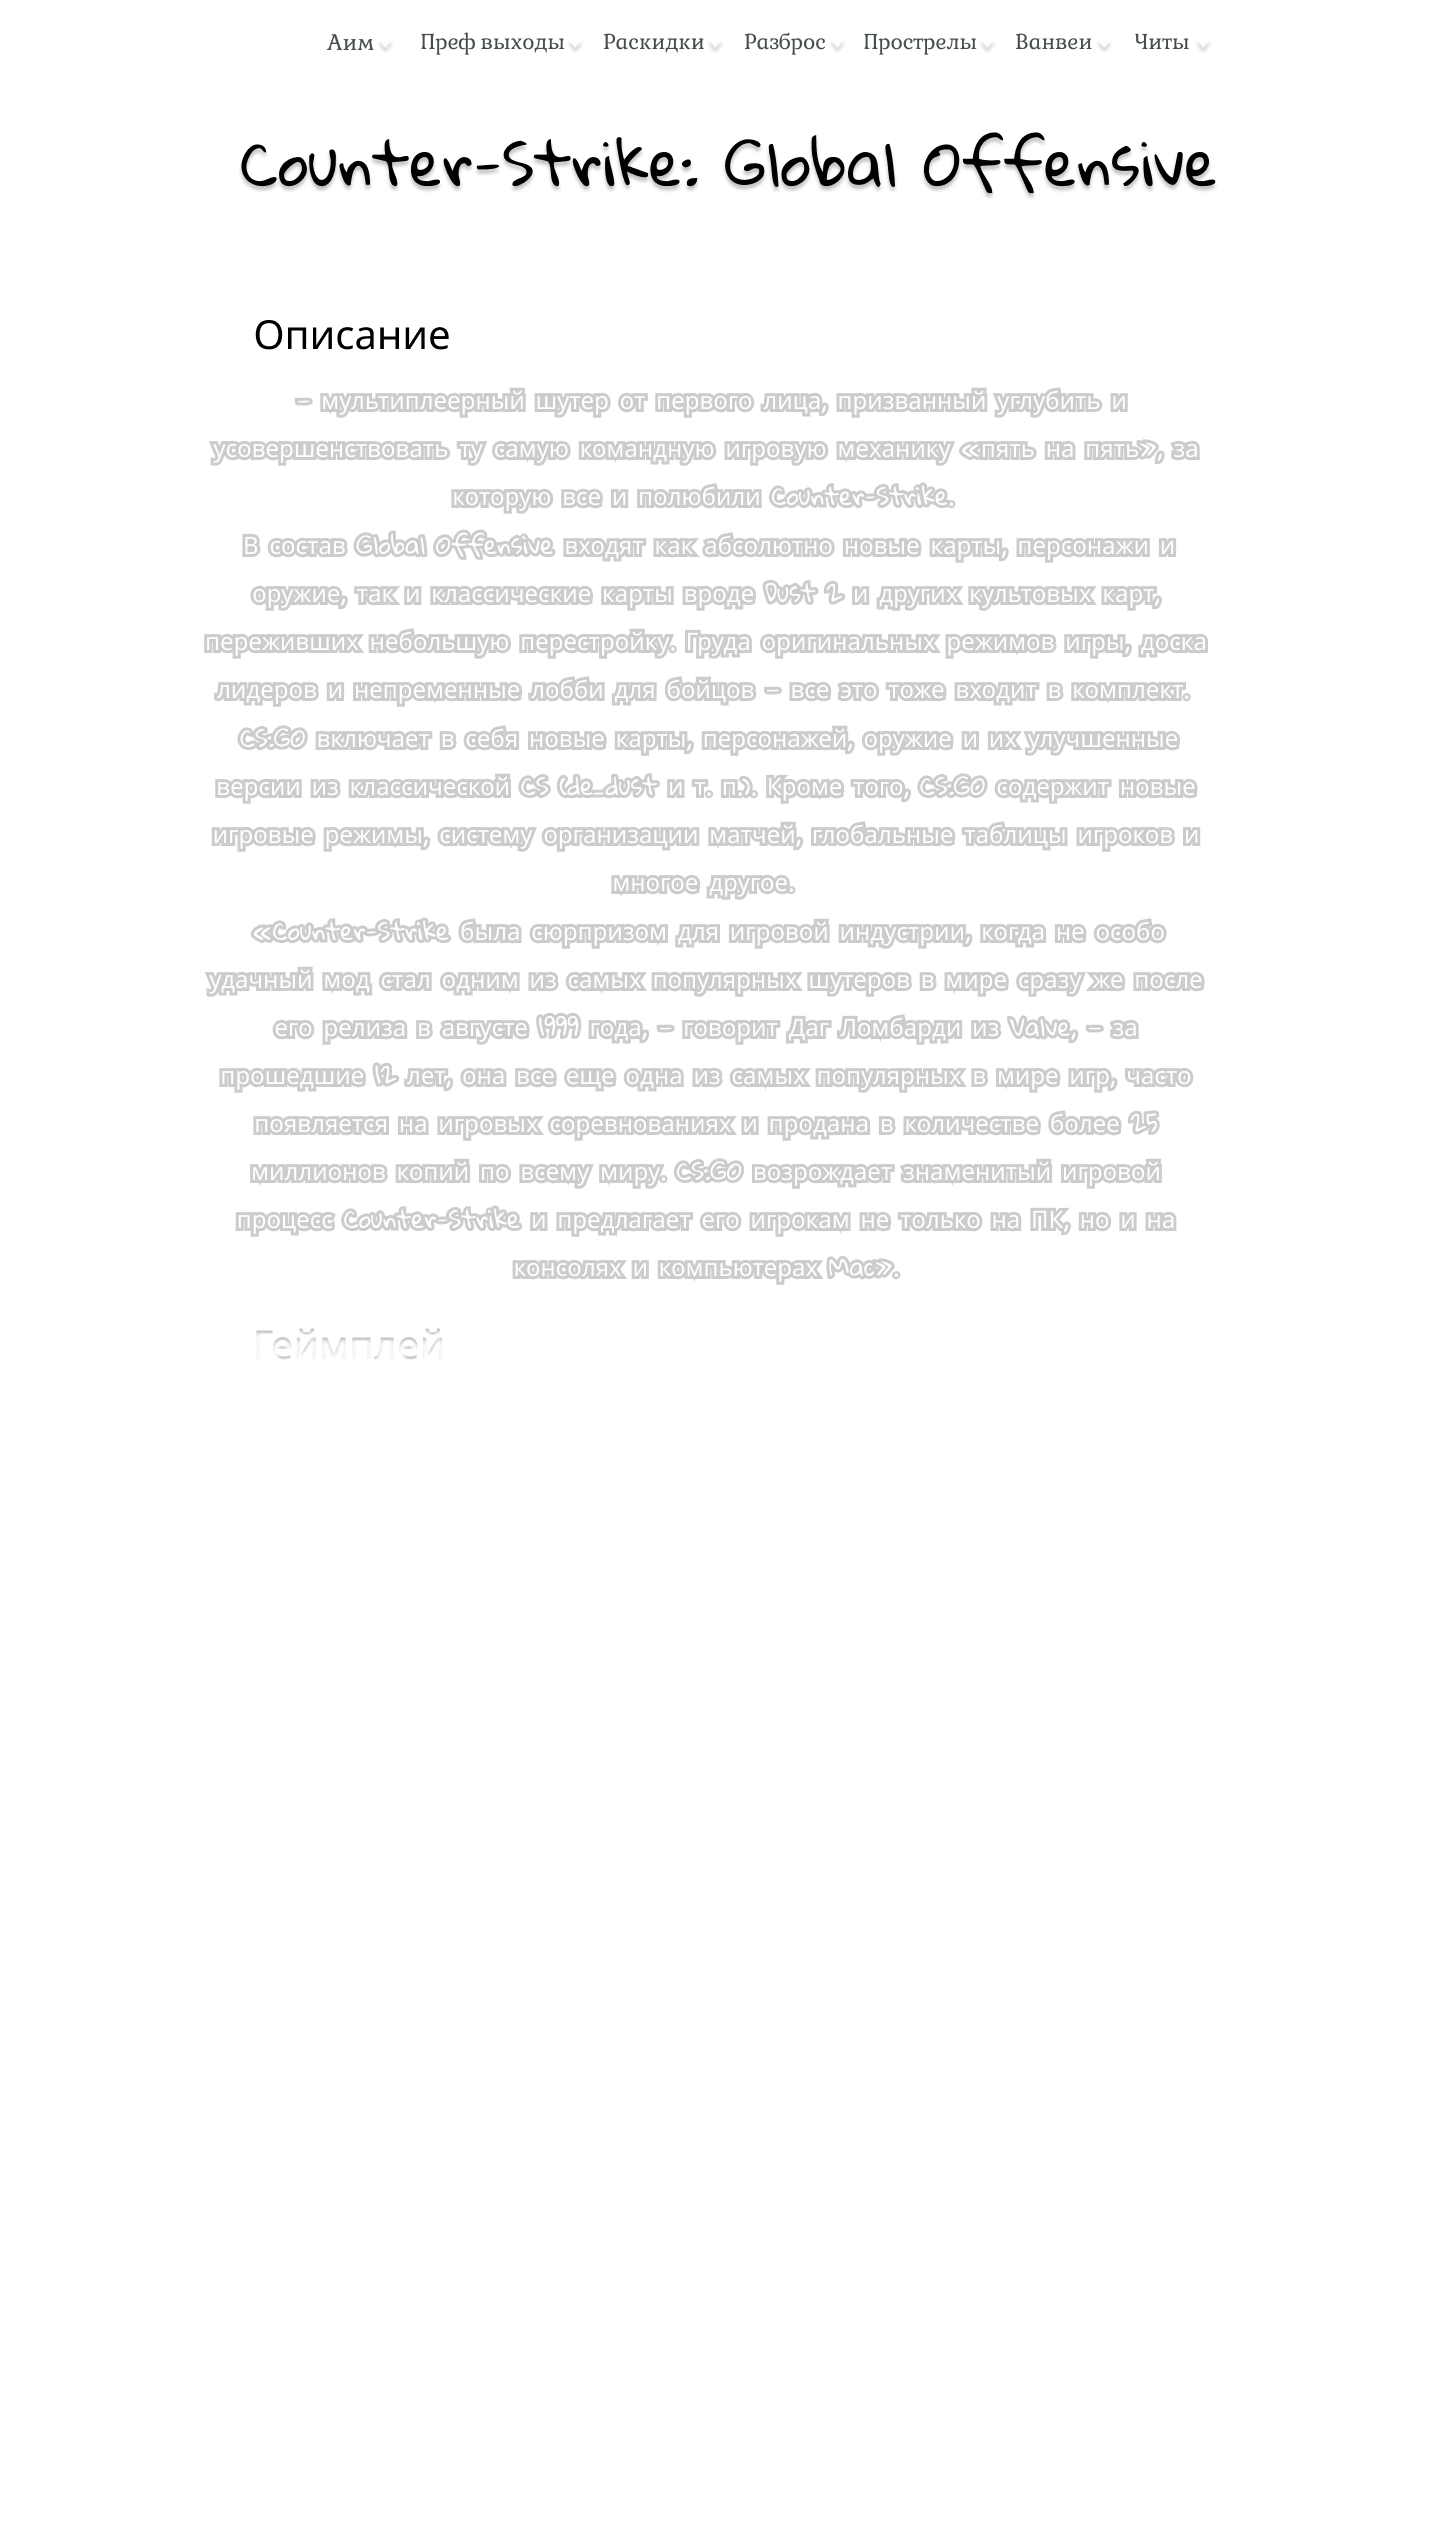 Аим Преф выходы Раскидки Разброс Прострелы Ванвеи Читы
Counter-Strike: Global Offensive
Описание
– мультиплеерный шутер от первого лица, призванный углубить и
усовершенствовать ту самую командную игровую механику «пять на пять», за
которую все и полюбили Counter-Strike.
В состав Global Offensive входят как абсолютно новые карты, персонажи и
оружие, так и классические карты вроде Dust 2 и других культовых карт,
переживших небольшую перестройку. Груда оригинальных режимов игры, доска
лидеров и непременные лобби для бойцов – все это тоже входит в комплект.
CS:GO включает в себя новые карты, персонажей, оружие и их улучшенные
версии из классической CS (de_dust и т. п.). Кроме того, CS:GO содержит новые
игровые режимы, систему организации матчей, глобальные таблицы игроков и
многое другое.
«Counter-Strike была сюрпризом для игровой индустрии, когда не особо
удачный мод стал одним из самых популярных шутеров в мире сразу же после
его релиза в августе 1999 года, – говорит Даг Ломбарди из Valve, – за
прошедшие 12 лет, она все еще одна из самых популярных в мире игр, часто
появляется на игровых соревнованиях и продана в количестве более 25
миллионов копий по всему миру. CS:GO возрождает знаменитый игровой
процесс Counter-Strike и предлагает его игрокам не только на ПК, но и на
консолях и компьютерах Mac».
Геймплей